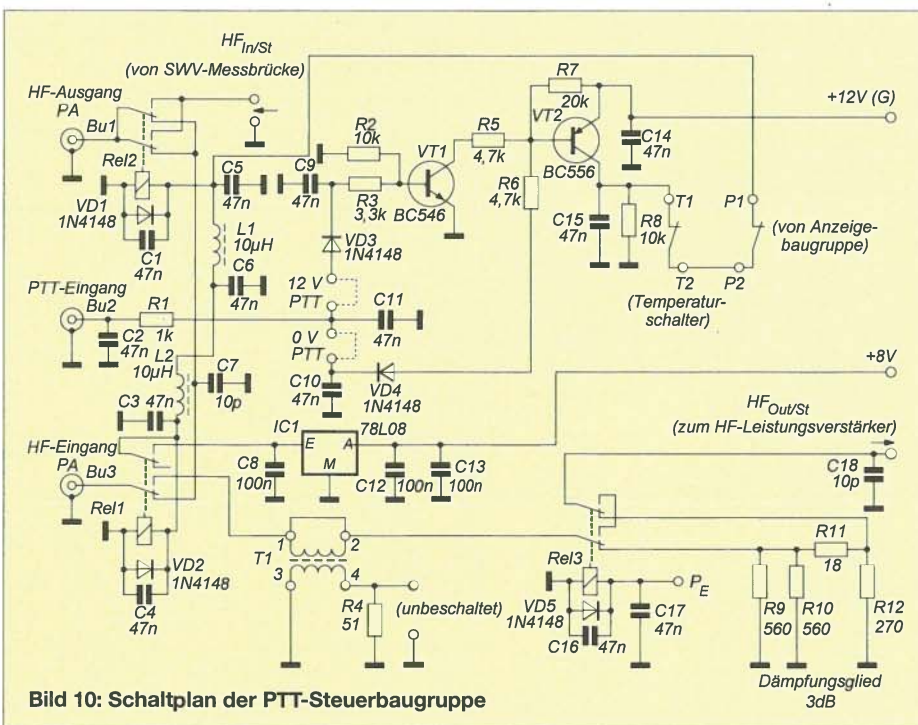 HF In/St
(von SWV-Messbrücke)
HF-Ausgang
PA
Bu1
Rel2
VD1
1N4148
C1
47n
C5
47n
C9
47n
L1
10µH
C6
47n
R2
10k
R3
3,3k
VT1
BC546
R5
4,7k
R6
4,7k
R7
20k
VT2
BC556
C14
47n
+12V (G)
C15
47n
R8
10k
T1
T2
P1
P2
(von Anzeige-
baugruppe)
(Temperatur-
schalter)
VD3
1N4148
12 V
PTT
0 V
PTT
C11
47n
C10
47n
VD4
1N4148
PTT-Eingang
Bu2
R1
1k
C2
47n
L2
10µH
C3 47n
C7
10p
+8V
HF Out/St
(zum HF-Leistungsverstärker)
HF-Eingang
PA
Bu3
Rel1
VD2
1N4148
C4
47n
IC1
78L08
E
A
M
C8
100n
C12
100n
C13
100n
C18
10p
T1
1
2
3
4
R4
51
(unbeschaltet)
Rel3
VD5
1N4148
C16
47n
P E
C17
47n
R9
560
R10
560
R11
18
R12
270
Dämpfungsglied
3dB
Bild 10: Schaltplan der PTT-Steuerbaugruppe